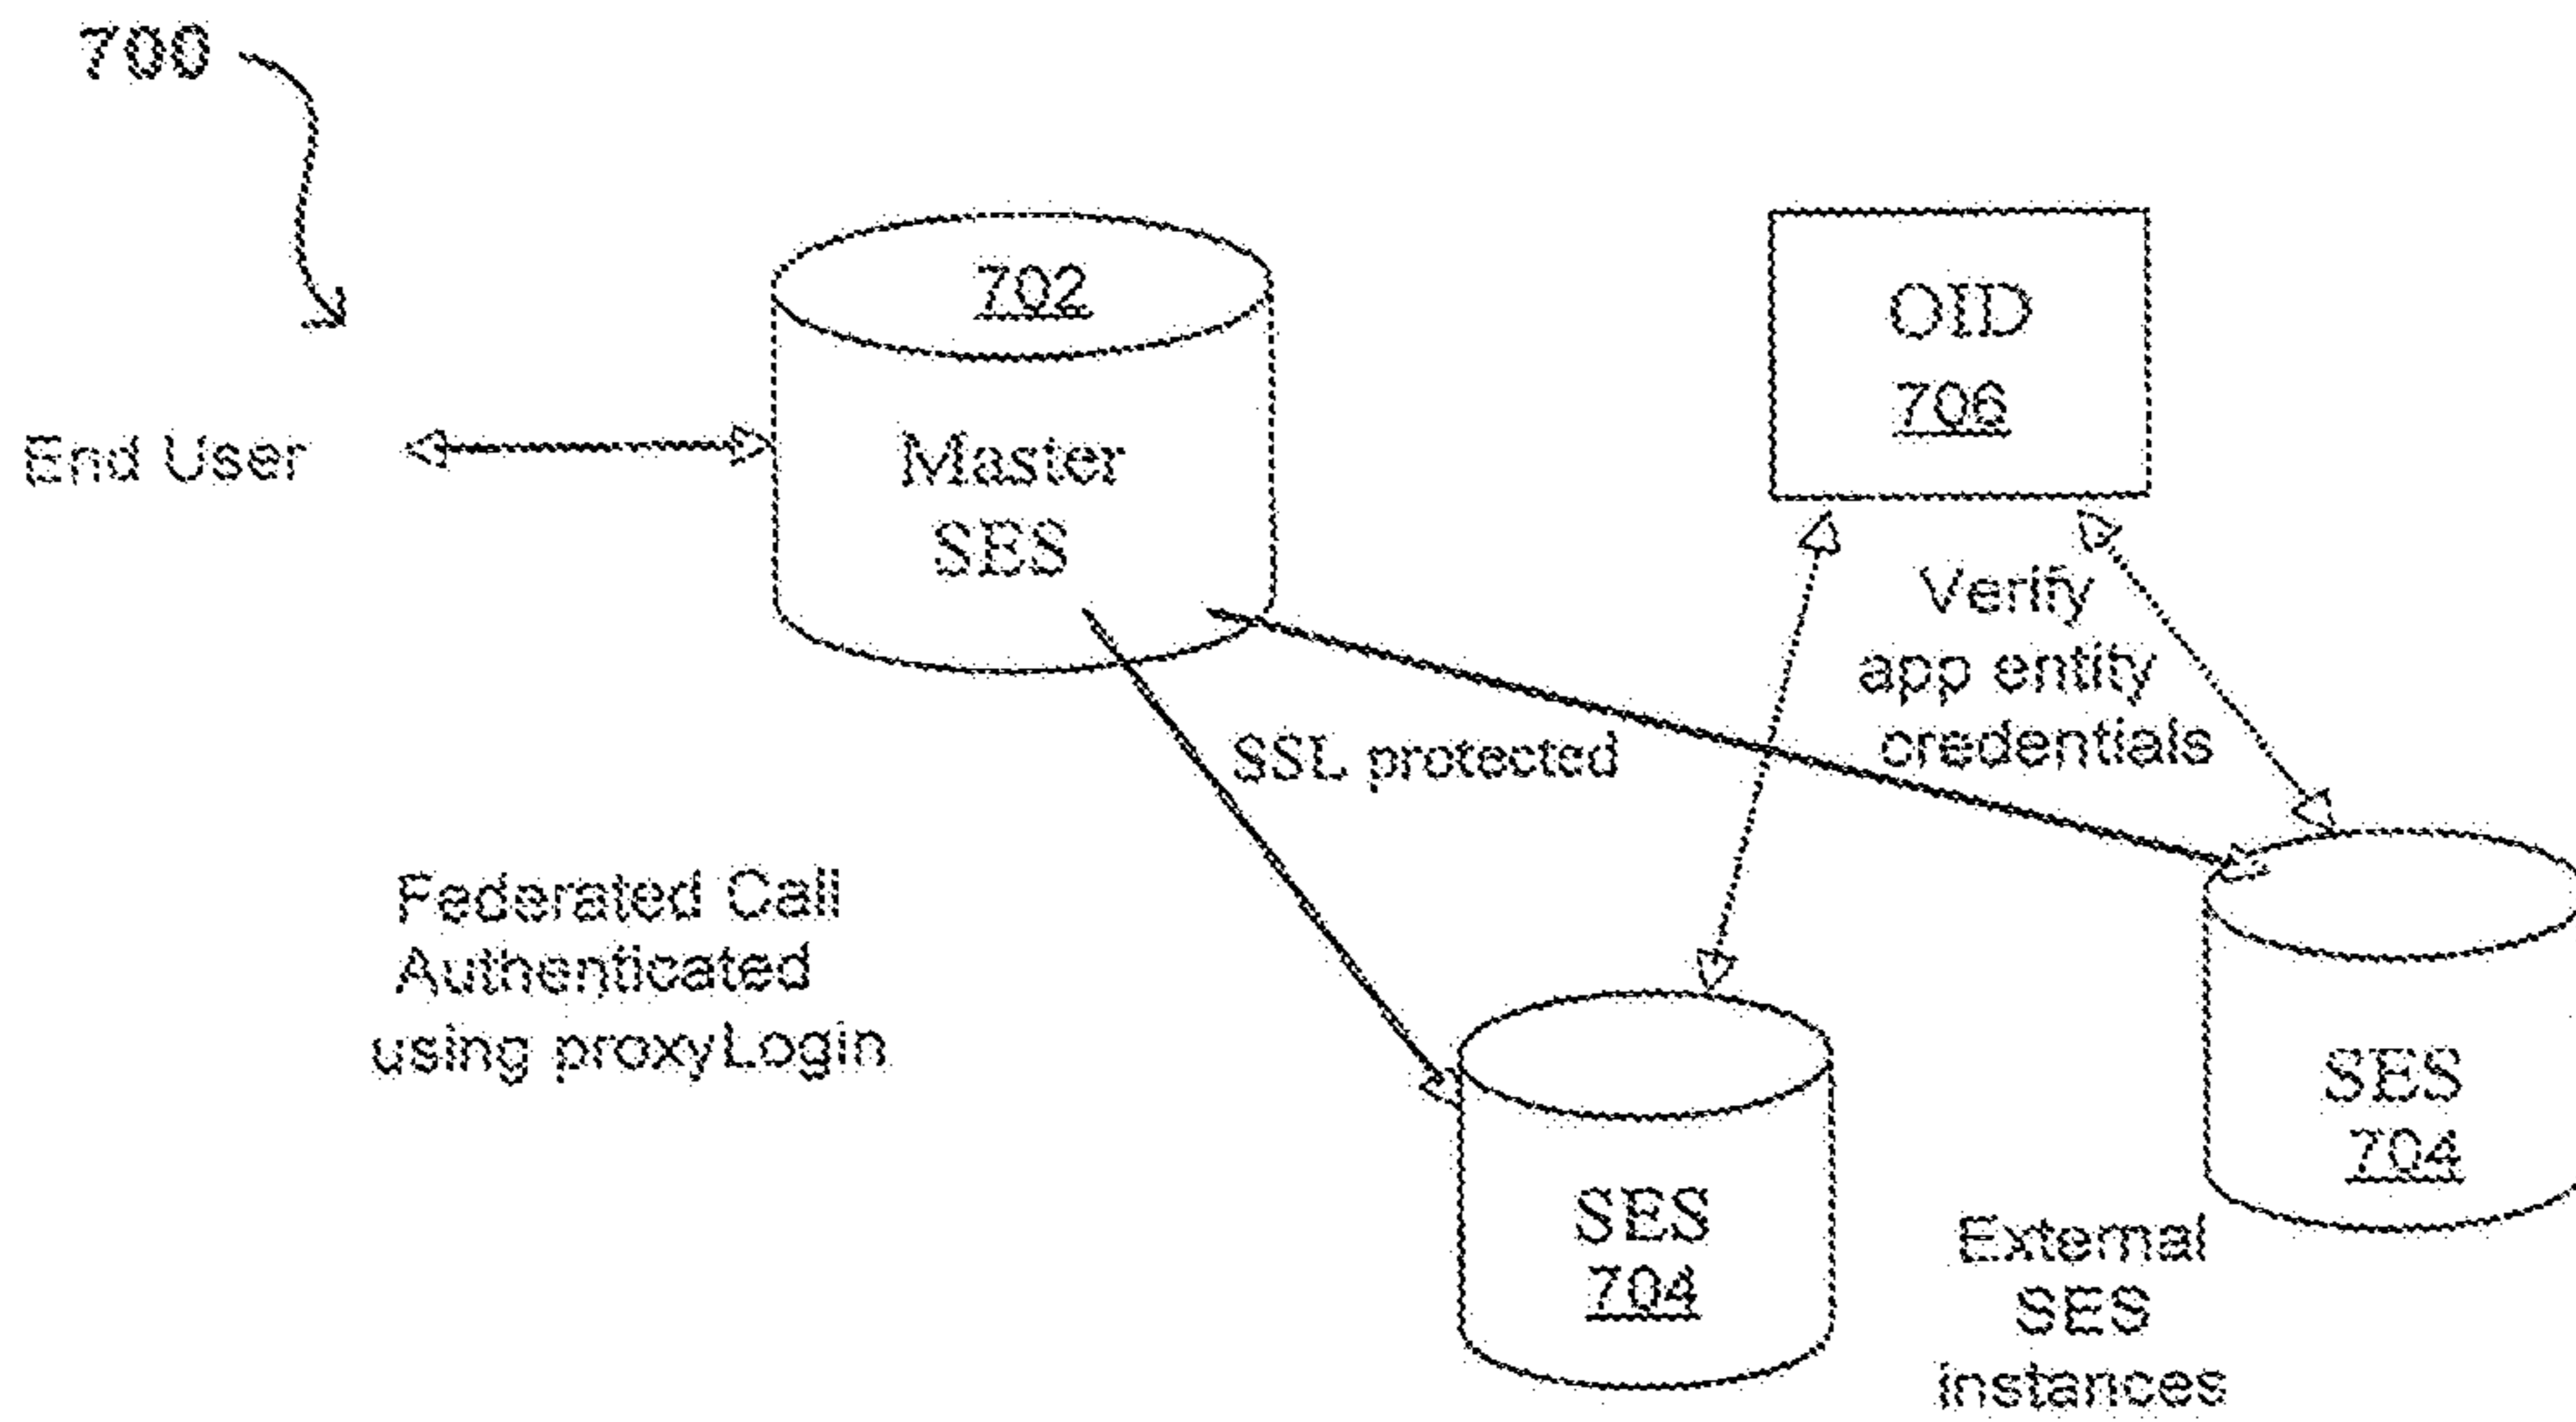 700
702
Master
SES
End User
OID
706
Verify
app entity
credentials
SSL protected
Federated Call
Authenticated
using proxyLogin
SES
704
SES
704
External
SES
instances